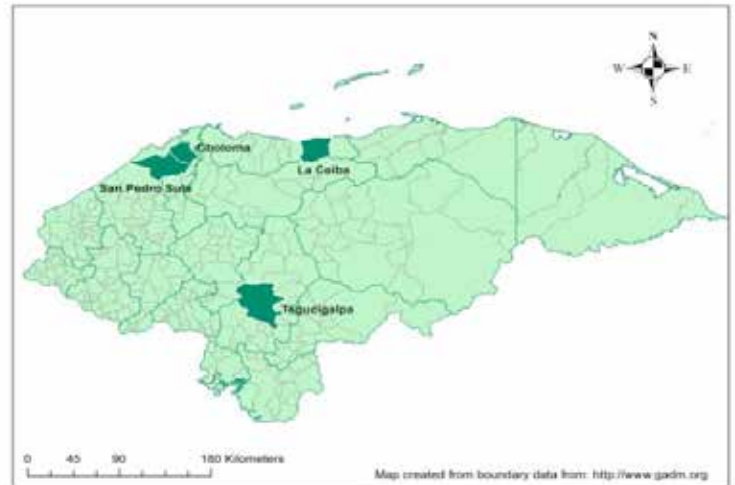 N
W E
S
Choloma
La Ceiba
San Pedro Sula
Tegucigalpa
0 45 90 180 Kilometers
Map created from boundary data from: http://www.gadm.org